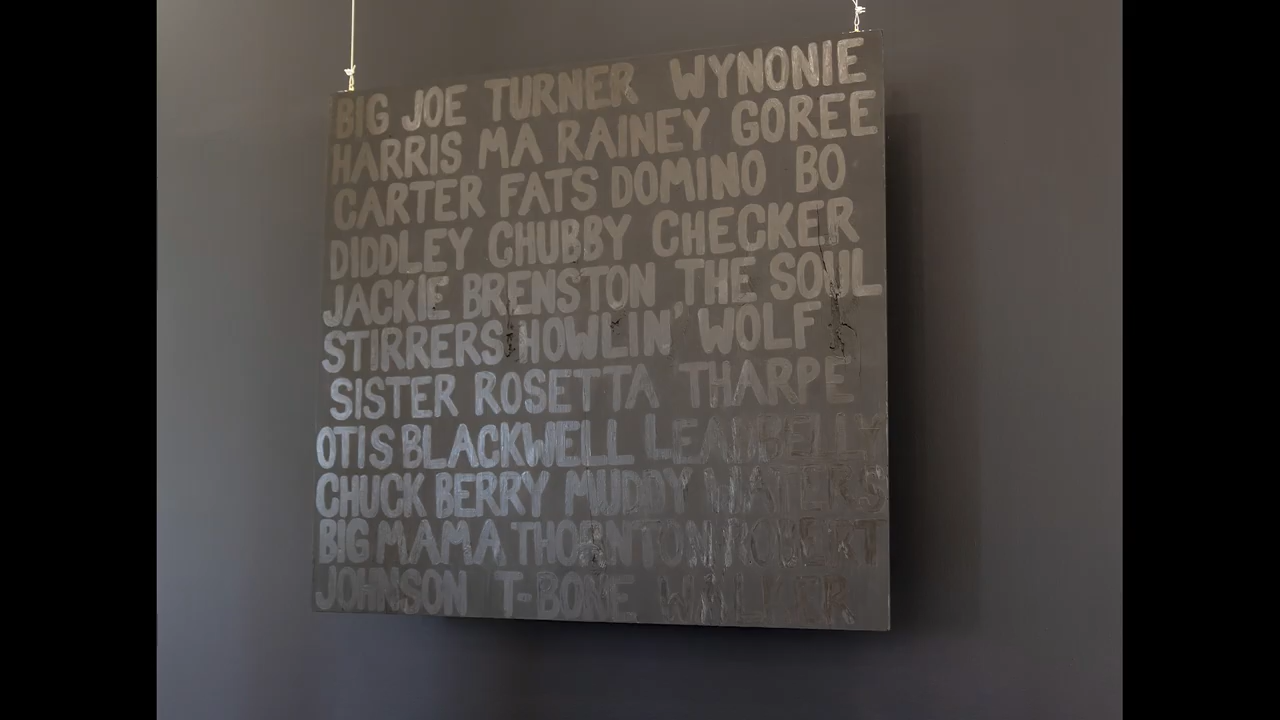 BIG JOE TURNER WYNONIE
HARRIS MA RAINEY GOREE
CARTER FATS DOMINO BO
DIDDLEY CHUBBY CHECKER
JACKIE BRENSTON THE SOUL
STIRRERS HOWLIN' WOLF
SISTER ROSETTA THARPE
OTIS BLACKWELL LEADBELLY
CHUCK BERRY MUDDY WATERS
BIG MAMA THORNTON ROBERT
JOHNSON T-BONE WALKER